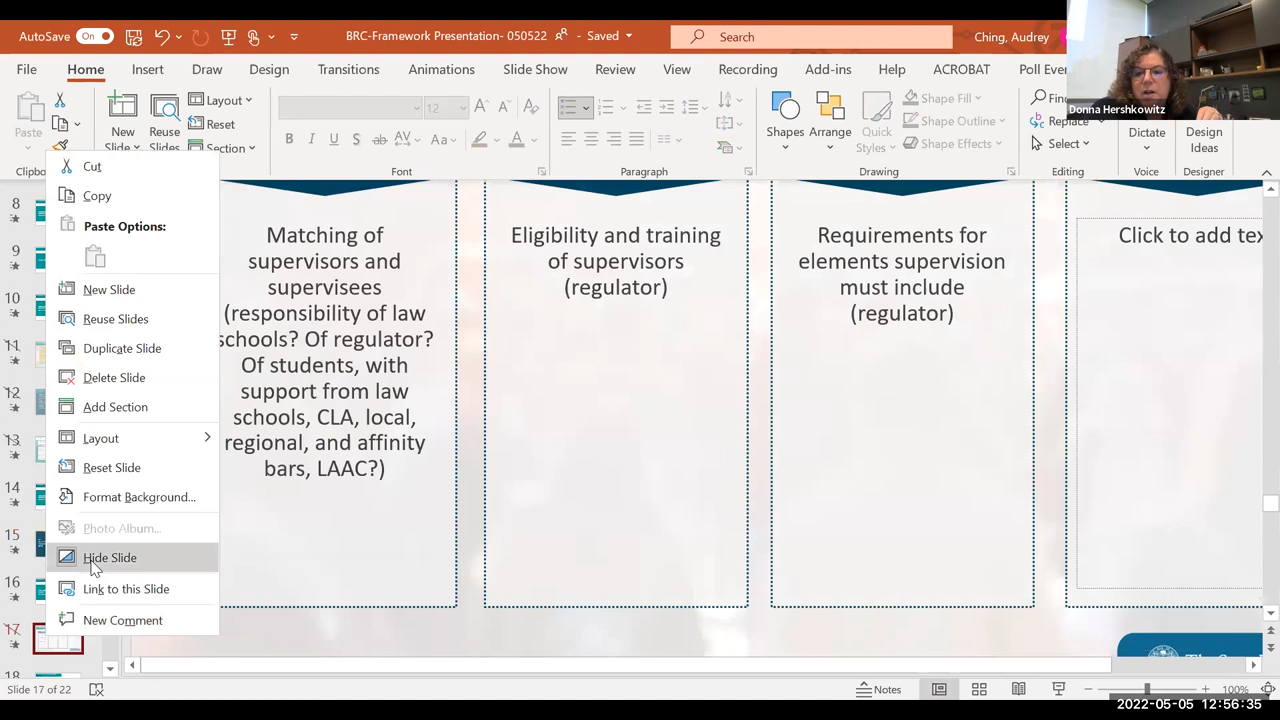 AutoSave On
BRC-Framework Presentation- 050522
Saved
Search
Ching, Audrey
Donna Hershkowitz
File Home Insert Draw Design Transitions Animations Slide Show Review View Recording Add-ins Help ACROBAT
Paste
New
Slide
Reuse
Slides
Layout
Reset
Section
12
B I U S
Shapes
Arrange
Quick
Styles
Shape Fill
Shape Outline
Shape Effects
Replace
Select
Dictate
Design
Ideas
Font
Paragraph
Drawing
Editing
Voice
Designer
Cut
Copy
Paste Options:
New Slide
Reuse Slides
Duplicate Slide
Delete Slide
Add Section
Layout
Reset Slide
Format Background...
Photo Album...
Hide Slide
Link to this Slide
New Comment
8
9
10
11
12
13
14
15
16
17
18
Matching of
supervisors and
supervisees
(responsibility of law
schools? Of regulator?
Of students, with
support from law
schools, CLA, local,
regional, and affinity
bars, LAAC?)
Eligibility and training
of supervisors
(regulator)
Requirements for
elements supervision
must include
(regulator)
Click to add tex
Slide 17 of 22
Notes
100%
2022-05-05 12:56:35